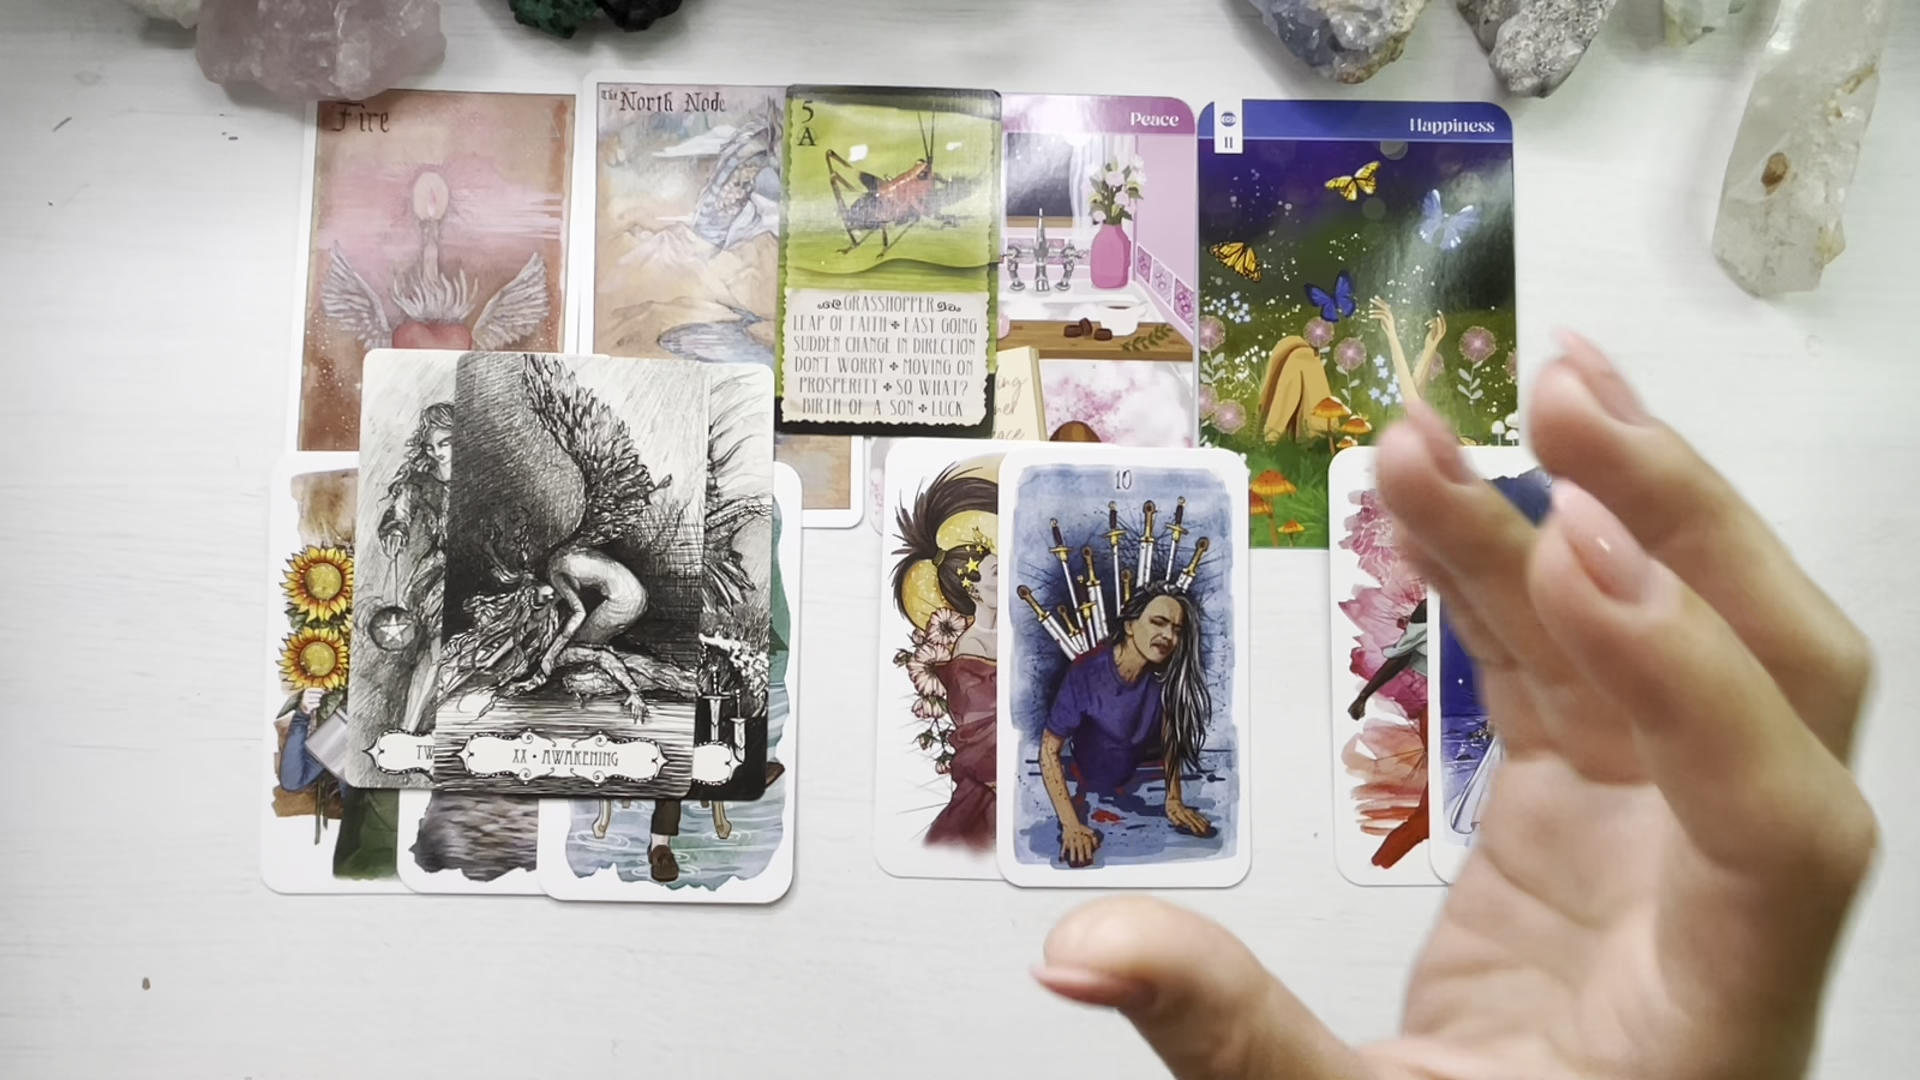 Fire
The North Node
5
A
GRASSHOPPER
LEAP OF FAITH ✤ EASY GOING
SUDDEN CHANGE IN DIRECTION
DON'T WORRY ✤ MOVING ON
PROSPERITY ✤ SO WHAT?
BIRTH OF A SON ✤ LUCK
Peace
11
Happiness
10
TW
XX • AWAKENING